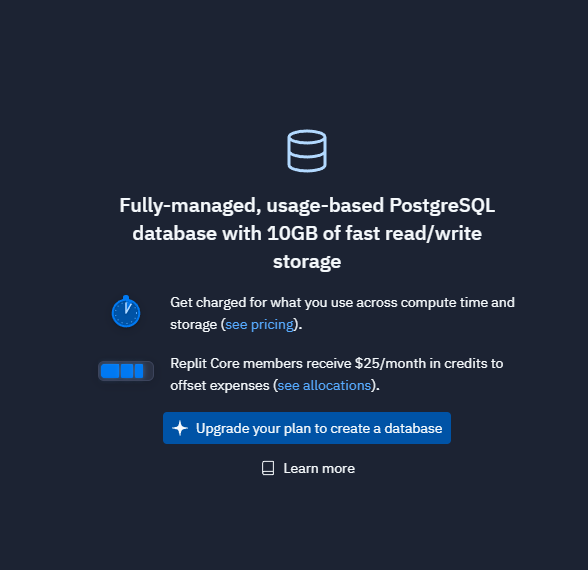 Fully-managed, usage-based PostgreSQL
database with 10GB of fast read/write
storage
Get charged for what you use across compute time and
storage (see pricing).
Replit Core members receive $25/month in credits to
offset expenses (see allocations).
Upgrade your plan to create a database
Learn more